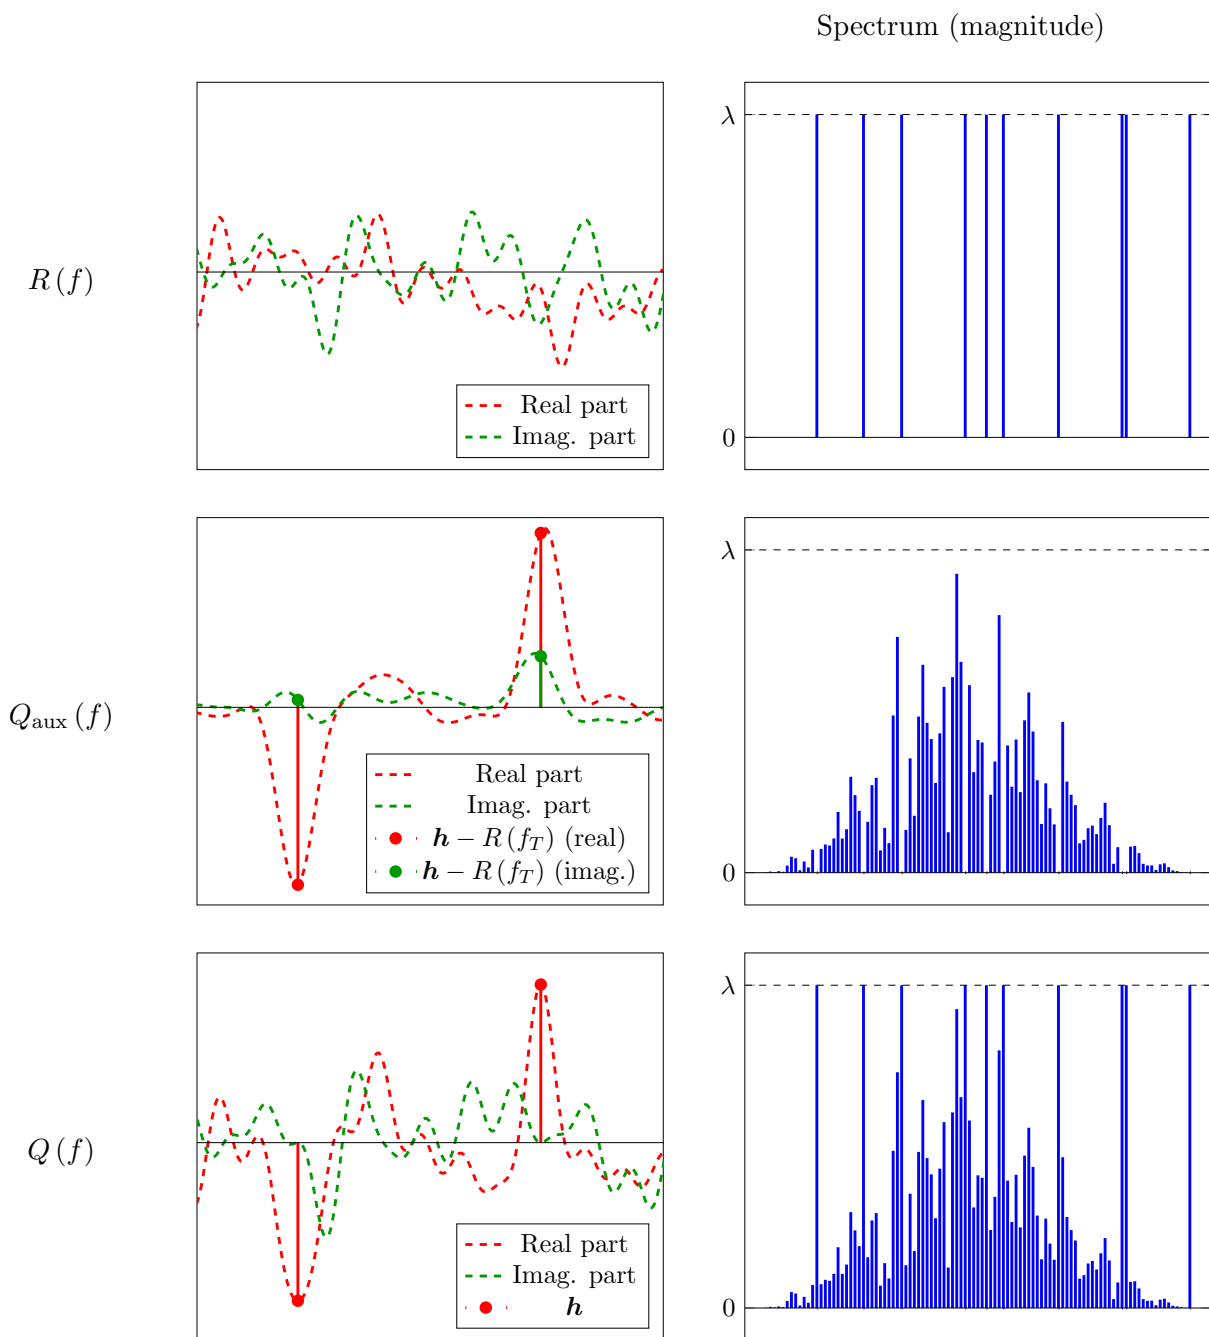 Spectrum (magnitude)
R (f)
Real part
Imag. part
λ
0
Q_aux (f)
Real part
Imag. part
h − R (f_T) (real)
h − R (f_T) (imag.)
λ
0
Q (f)
Real part
Imag. part
h
λ
0